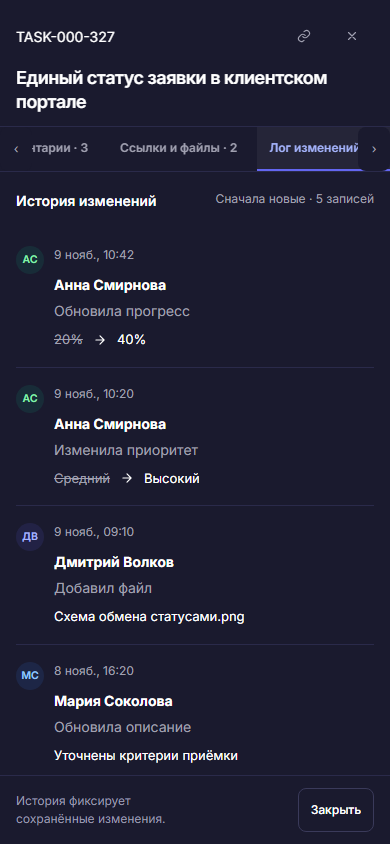 TASK-000-327
Единый статус заявки в клиентском
портале
нтарии · 3 Ссылки и файлы · 2 Лог изменений
История изменений Сначала новые · 5 записей
АС 9 нояб., 10:42
Анна Смирнова
Обновила прогресс
20% → 40%
АС 9 нояб., 10:20
Анна Смирнова
Изменила приоритет
Средний → Высокий
ДВ 9 нояб., 09:10
Дмитрий Волков
Добавил файл
Схема обмена статусами.png
МС 8 нояб., 16:20
Мария Соколова
Обновила описание
Уточнены критерии приёмки
История фиксирует
сохранённые изменения.
Закрыть